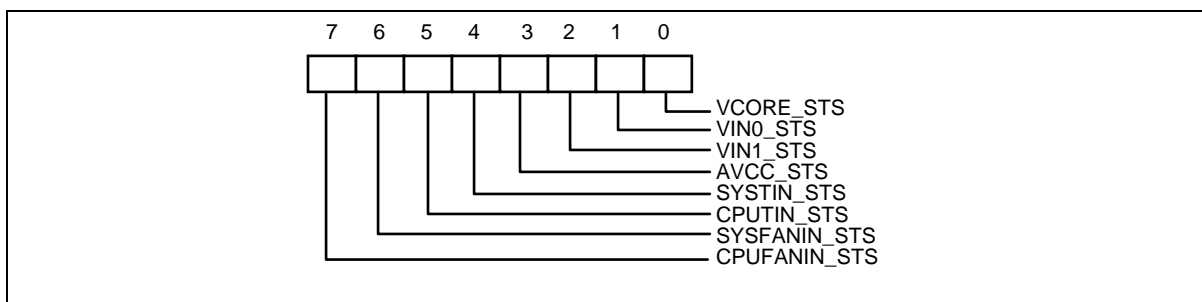 7 6 5 4 3 2 1 0
VCORE_STS
VIN0_STS
VIN1_STS
AVCC_STS
SYSTIN_STS
CPUTIN_STS
SYSFANIN_STS
CPUFANIN_STS